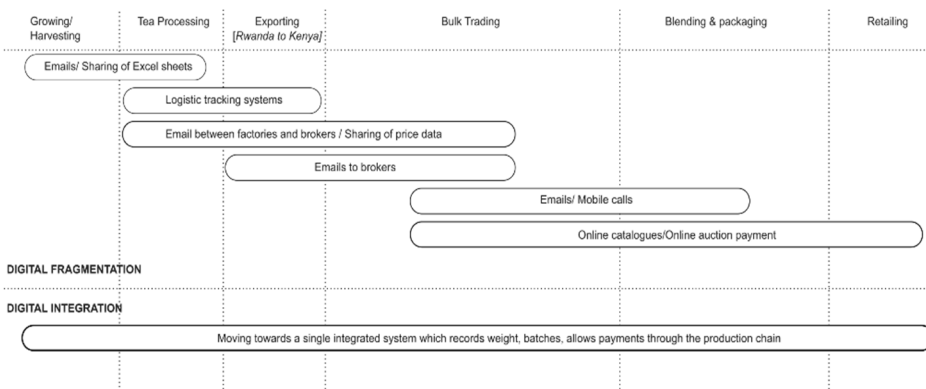 Growing/
Harvesting
Tea Processing
Exporting
[Rwanda to Kenya]
Bulk Trading
Blending & packaging
Retailing
Emails/ Sharing of Excel sheets
Logistic tracking systems
Email between factories and brokers / Sharing of price data
Emails to brokers
Emails/ Mobile calls
Online catalogues/Online auction payment
DIGITAL FRAGMENTATION
DIGITAL INTEGRATION
Moving towards a single integrated system which records weight, batches, allows payments through the production chain